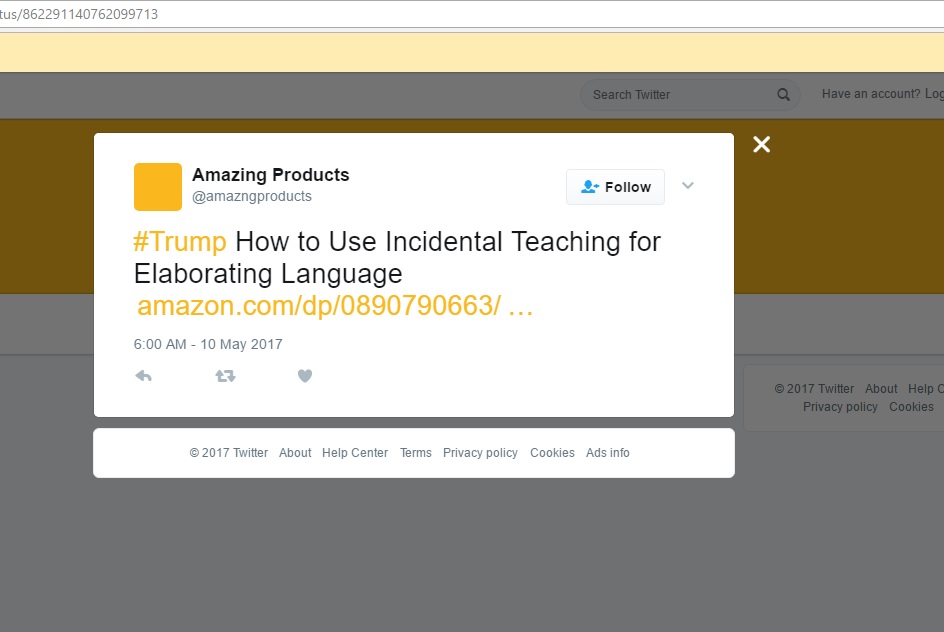 tus/862291140762099713
Search Twitter
Have an account? Log
Amazing Products
@amazngproducts
Follow
#Trump How to Use Incidental Teaching for
Elaborating Language
amazon.com/dp/0890790663/ …
6:00 AM - 10 May 2017
© 2017 Twitter About Help C
Privacy policy Cookies
© 2017 Twitter About Help Center Terms Privacy policy Cookies Ads info